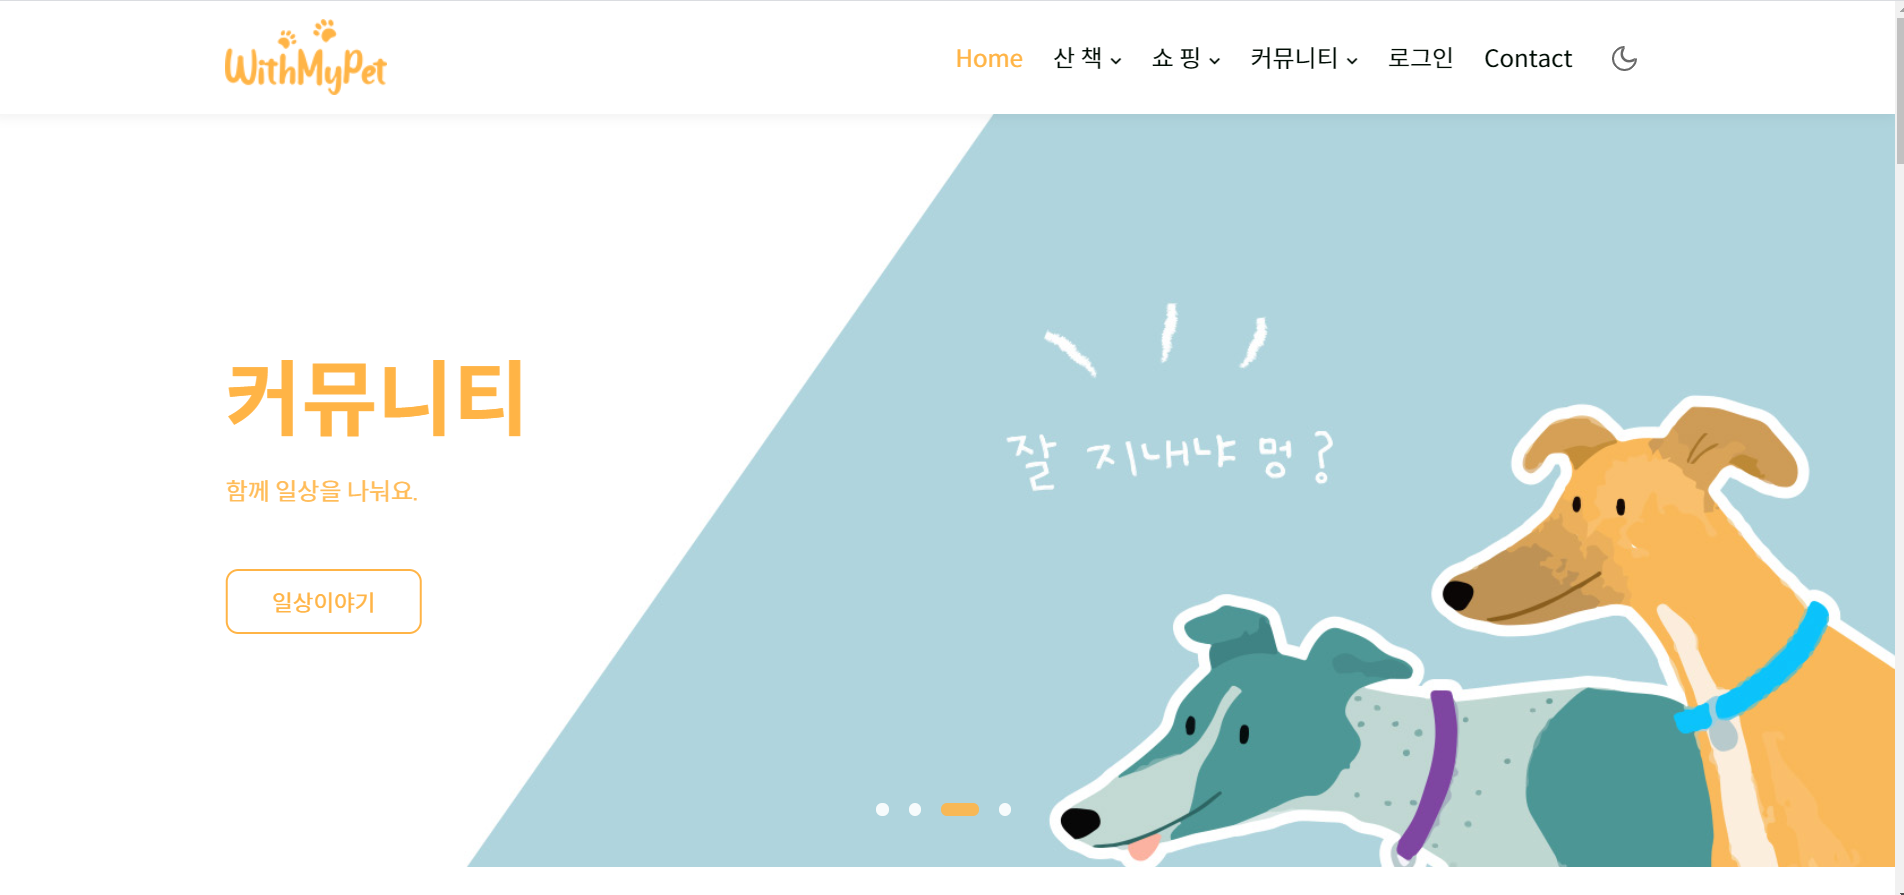 WithMyPet
Home 산 책 쇼 핑 커뮤니티 로그인 Contact
잘 지내냐 멍?
커뮤니티
함께 일상을 나눠요.
일상이야기